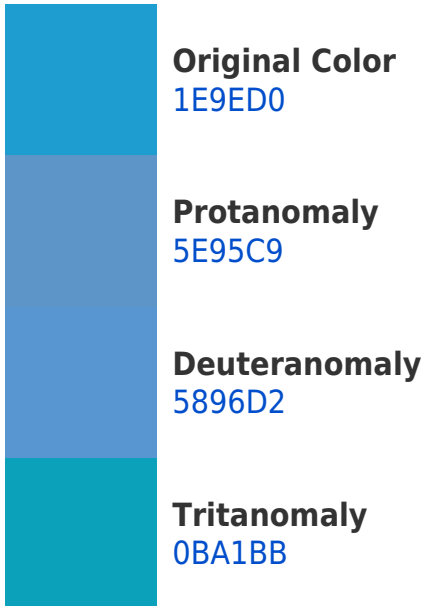 Original Color
1E9ED0
Protanomaly
5E95C9
Deuteranomaly
5896D2
Tritanomaly
0BA1BB